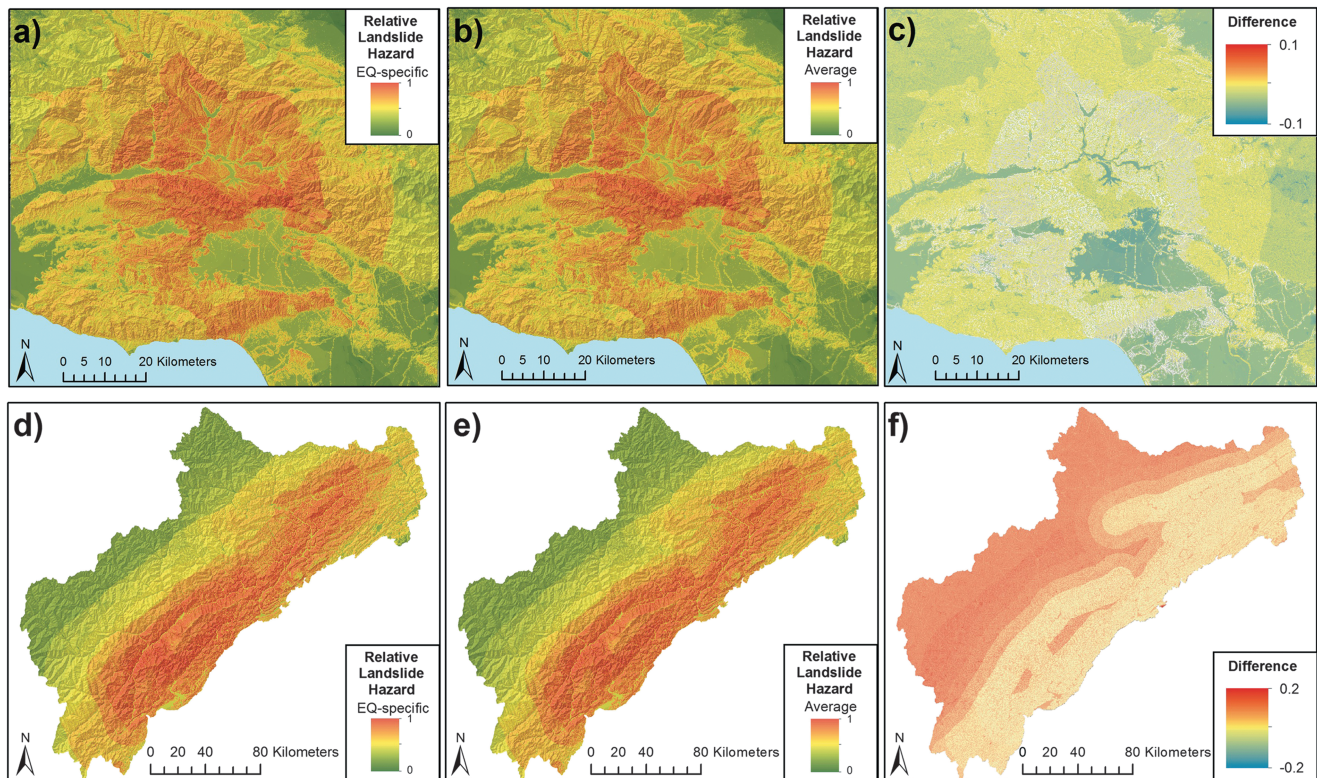 a)
Relative
Landslide
Hazard
EQ-specific
1
0
N
0 5 10 20 Kilometers
b)
Relative
Landslide
Hazard
Average
1
0
N
0 5 10 20 Kilometers
c)
Difference
0.1
-0.1
N
0 5 10 20 Kilometers
d)
Relative
Landslide
Hazard
EQ-specific
1
0
N
0 20 40 80 Kilometers
e)
Relative
Landslide
Hazard
Average
1
0
N
0 20 40 80 Kilometers
f)
Difference
0.2
-0.2
N
0 20 40 80 Kilometers